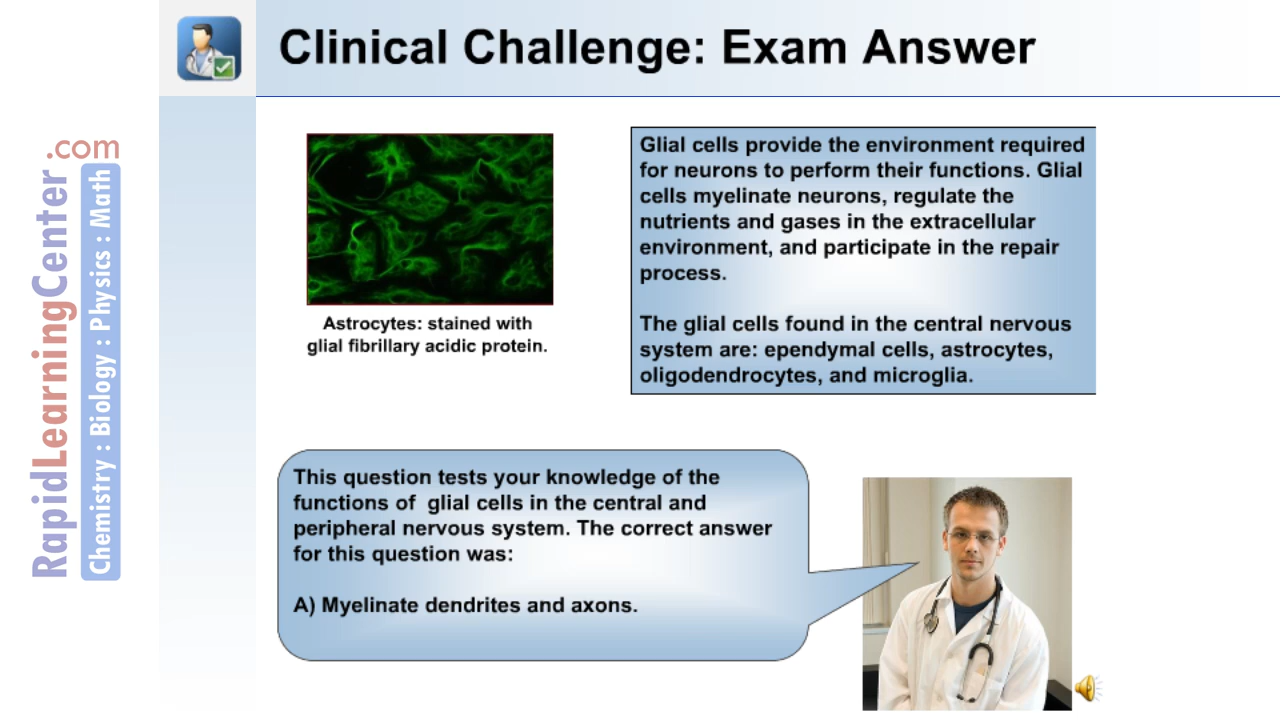 Clinical Challenge: Exam Answer
RapidLearningCenter.com
Chemistry : Biology : Physics : Math
Astrocytes: stained with
glial fibrillary acidic protein.
Glial cells provide the environment required
for neurons to perform their functions. Glial
cells myelinate neurons, regulate the
nutrients and gases in the extracellular
environment, and participate in the repair
process.
The glial cells found in the central nervous
system are: ependymal cells, astrocytes,
oligodendrocytes, and microglia.
This question tests your knowledge of the
functions of  glial cells in the central and
peripheral nervous system. The correct answer
for this question was:
A) Myelinate dendrites and axons.